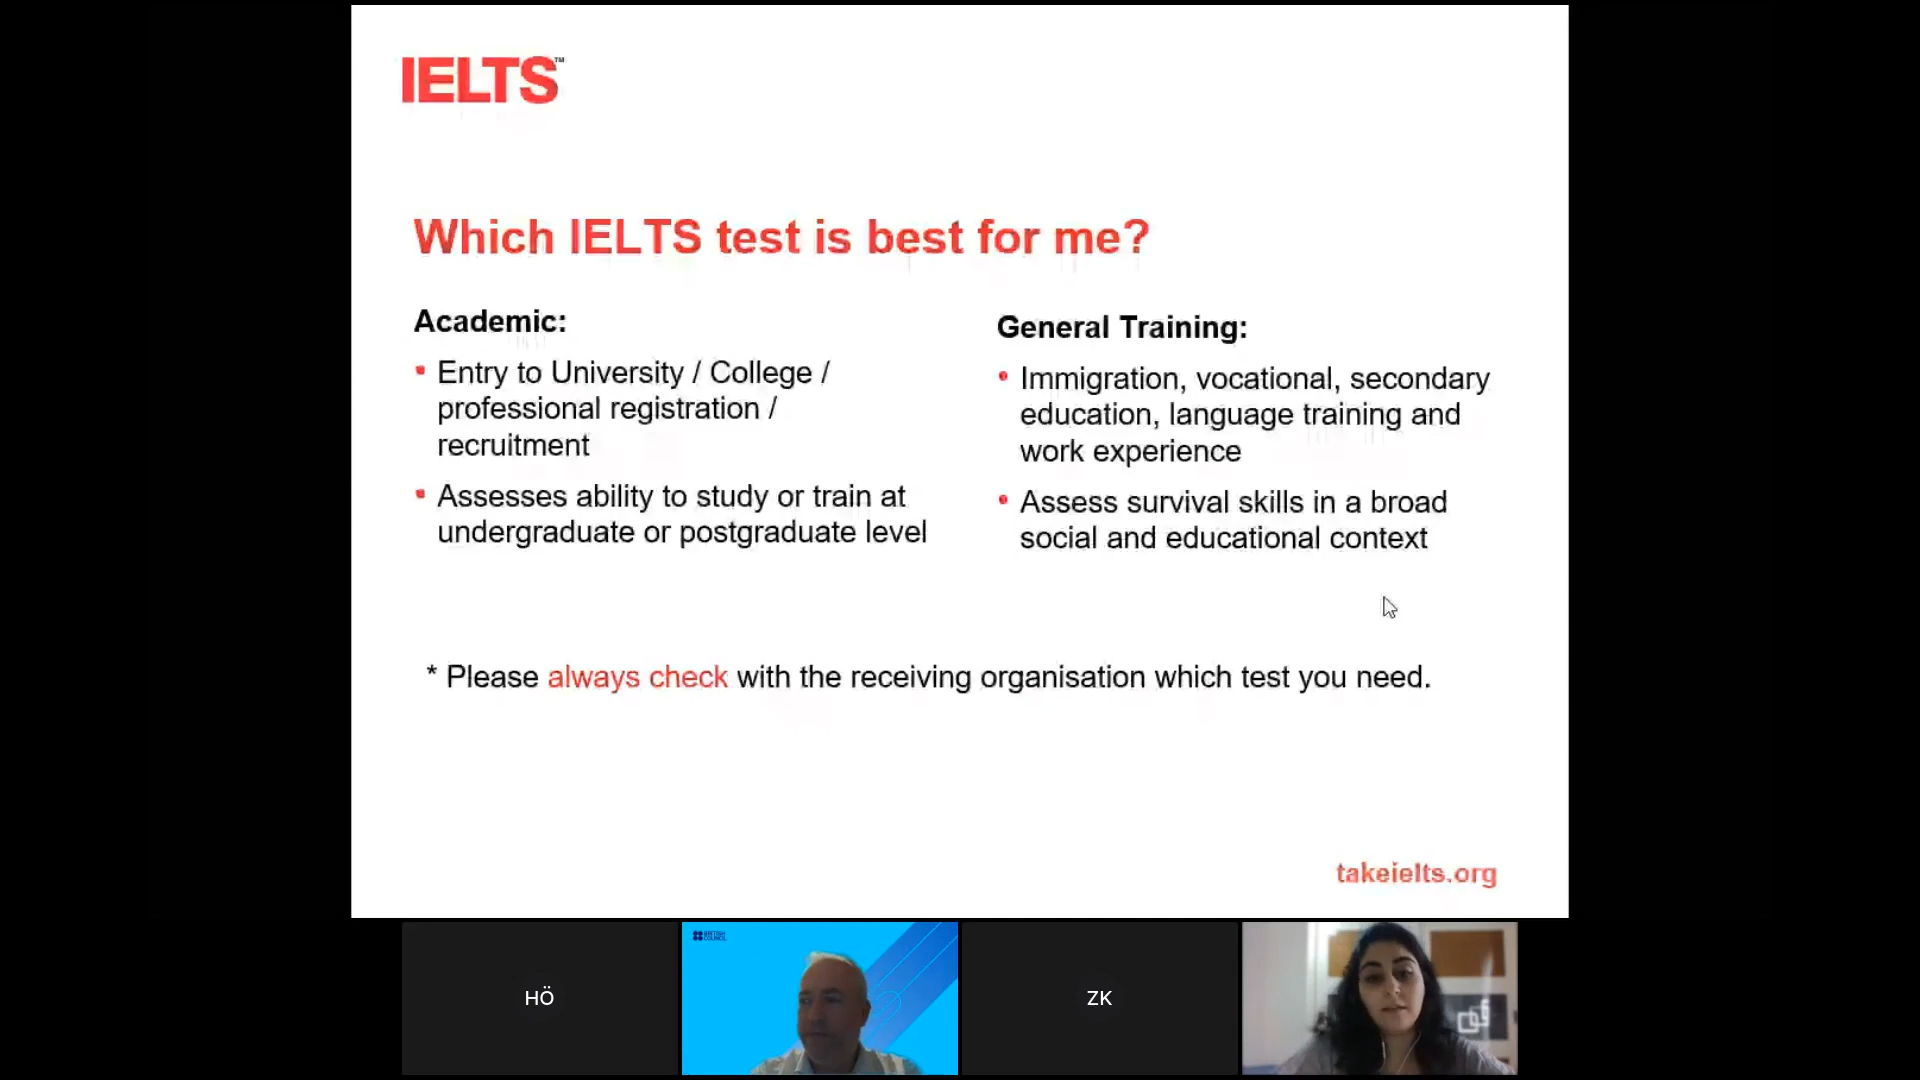 IELTS™
Which IELTS test is best for me?
Academic:
Entry to University / College /
professional registration /
recruitment
Assesses ability to study or train at
undergraduate or postgraduate level
General Training:
Immigration, vocational, secondary
education, language training and
work experience
Assess survival skills in a broad
social and educational context
* Please always check with the receiving organisation which test you need.
takeielts.org
HÖ
BRITISH
COUNCIL
ZK